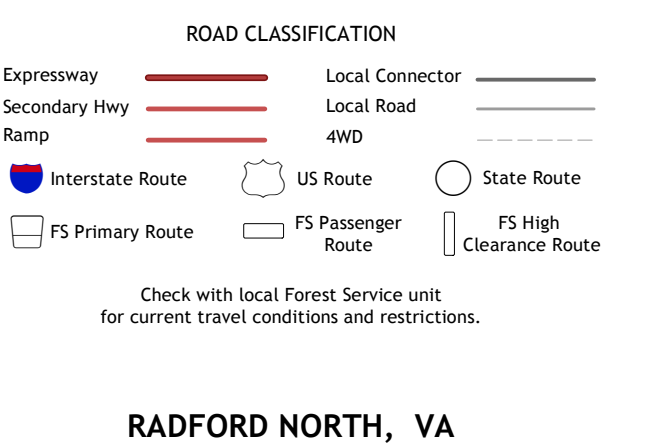 ROAD CLASSIFICATION
Expressway
Local Connector
Secondary Hwy
Local Road
Ramp
4WD
Interstate Route
US Route
State Route
FS Primary Route
FS Passenger
Route
FS High
Clearance Route
Check with local Forest Service unit
for current travel conditions and restrictions.
RADFORD NORTH, VA